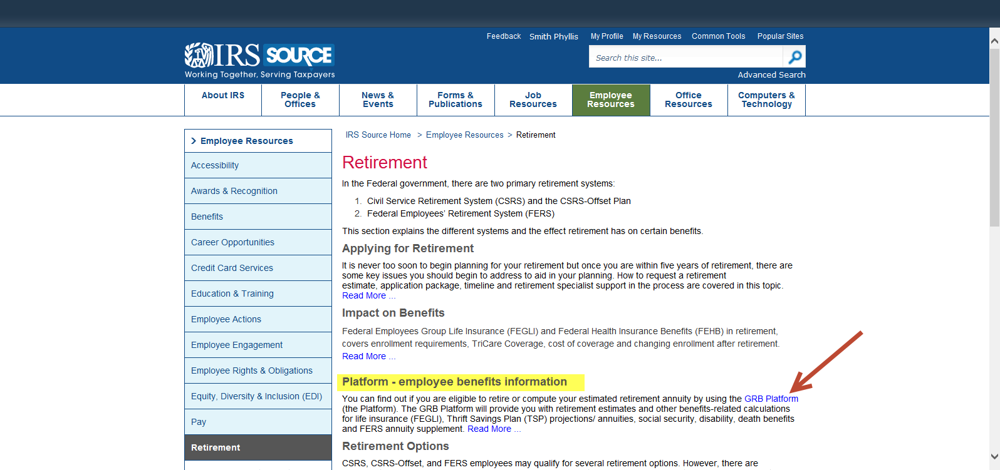 Feedback Smith Phyllis My Profile My Resources Common Tools Popular Sites
IRS SOURCE
Working Together, Serving Taxpayers
Search this site...
Advanced Search
About IRS
People &
Offices
News &
Events
Forms &
Publications
Job
Resources
Employee
Resources
Office
Resources
Computers &
Technology
Employee Resources
Accessibility
Awards & Recognition
Benefits
Career Opportunities
Credit Card Services
Education & Training
Employee Actions
Employee Engagement
Employee Rights & Obligations
Equity, Diversity & Inclusion (EDI)
Pay
Retirement
IRS Source Home > Employee Resources > Retirement
Retirement
In the Federal government, there are two primary retirement systems:
1. Civil Service Retirement System (CSRS) and the CSRS-Offset Plan
2. Federal Employees' Retirement System (FERS)
This section explains the different systems and the effect retirement has on certain benefits.
Applying for Retirement
It is never too soon to begin planning for your retirement but once you are within five years of retirement, there are
some key issues you should begin to address to aid in your planning. How to request a retirement
estimate, application package, timeline and retirement specialist support in the process are covered in this topic.
Read More ...
Impact on Benefits
Federal Employees Group Life Insurance (FEGLI) and Federal Health Insurance Benefits (FEHB) in retirement,
covers enrollment requirements, TriCare Coverage, cost of coverage and changing enrollment after retirement.
Read More ...
Platform - employee benefits information
You can find out if you are eligible to retire or compute your estimated retirement annuity by using the GRB Platform
(the Platform). The GRB Platform will provide you with retirement estimates and other benefits-related calculations
for life insurance (FEGLI), Thrift Savings Plan (TSP) projections/ annuities, social security, disability, death benefits
and FERS annuity supplement. Read More ...
Retirement Options
CSRS, CSRS-Offset, and FERS employees may qualify for several retirement options. However, there are